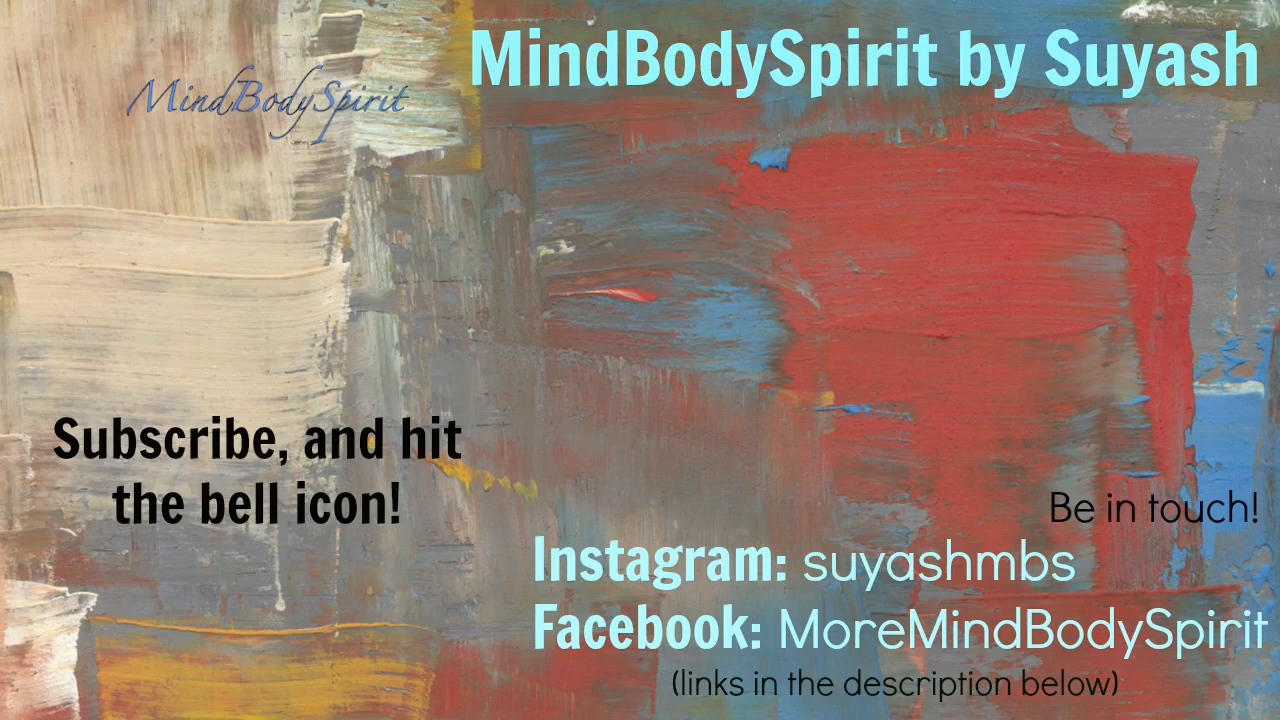 MindBodySpirit by Suyash
MindBodySpirit
Subscribe, and hit
the bell icon!
Be in touch!
Instagram: suyashmbs
Facebook: MoreMindBodySpirit
(links in the description below)